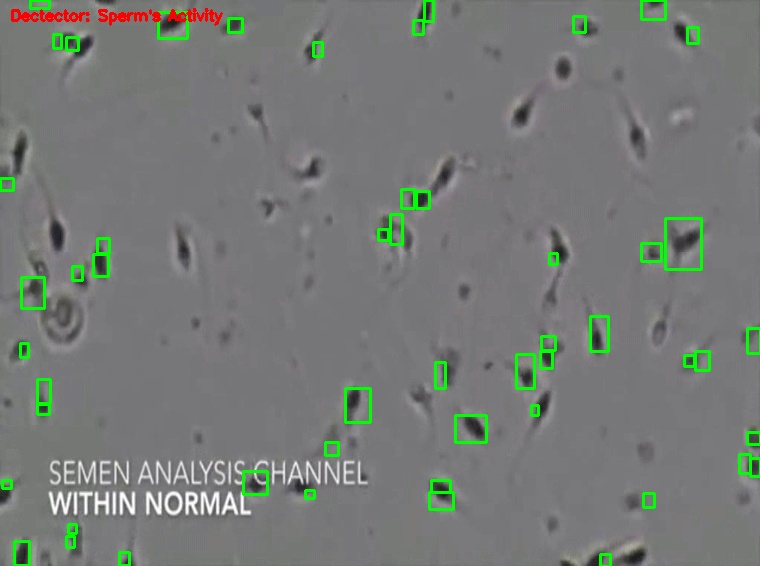 Dectector: Sperm's Activity
SEMEN ANALYSIS CHANNEL
WITHIN NORMAL